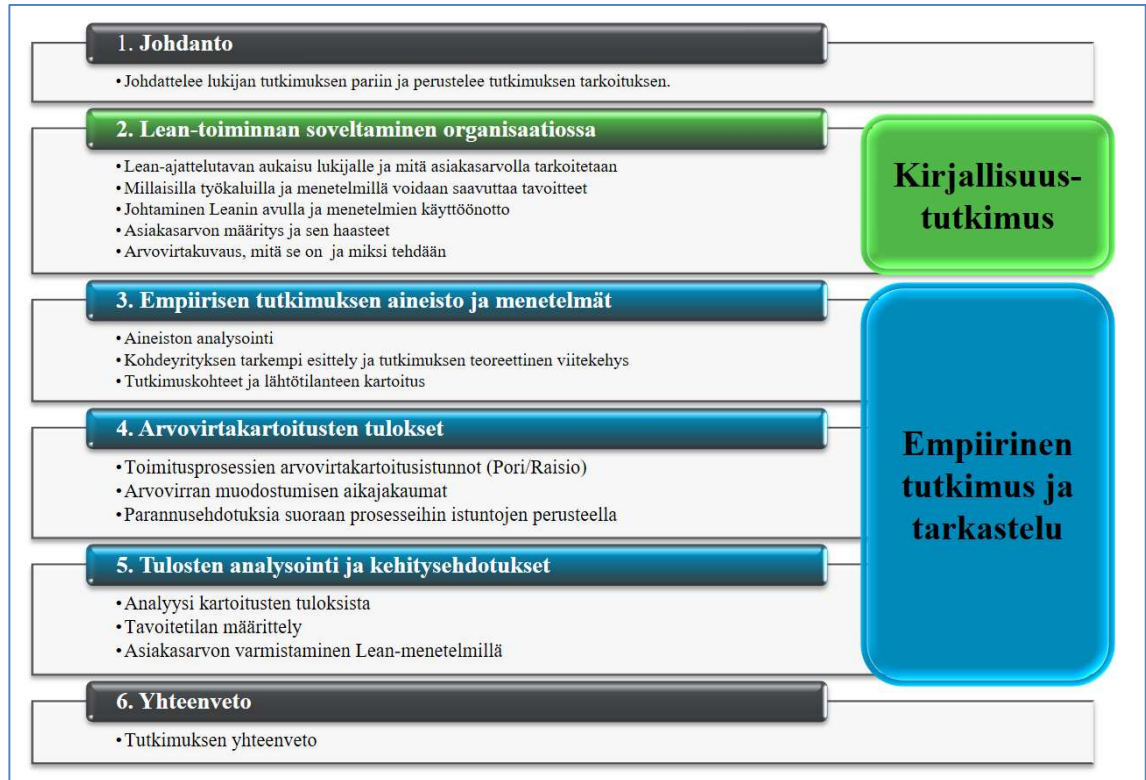 1. Johdanto
•Johdattelee lukijan tutkimuksen pariin ja perustelee tutkimuksen tarkoituksen.
2. Lean-toiminnan soveltaminen organisaatiossa
•Lean-ajattelutavan aukaisu lukijalle ja mitä asiakasarvolla tarkoitetaan
•Millaisilla työkaluilla ja menetelmillä voidaan saavuttaa tavoitteet
•Johtaminen Leanin avulla ja menetelmien käyttöönotto
•Asiakasarvon määritys ja sen haasteet
•Arvovirtakuvaus, mitä se on ja miksi tehdään
Kirjallisuus-
tutkimus
3. Empiirisen tutkimuksen aineisto ja menetelmät
•Aineiston analysointi
•Kohdeyrityksen tarkempi esittely ja tutkimuksen teoreettinen viitekehys
•Tutkimuskohteet ja lähtötilanteen kartoitus
4. Arvovirtakartoitusten tulokset
•Toimitusprosessien arvovirtakartoitusistunnot (Pori/Raisio)
•Arvovirran muodostumisen aikajakaumat
•Parannusehdotuksia suoraan prosesseihin istuntojen perusteella
5. Tulosten analysointi ja kehitysehdotukset
•Analyysi kartoitusten tuloksista
•Tavoitetilan määrittely
•Asiakasarvon varmistaminen Lean-menetelmillä
Empiirinen
tutkimus ja
tarkastelu
6. Yhteenveto
•Tutkimuksen yhteenveto